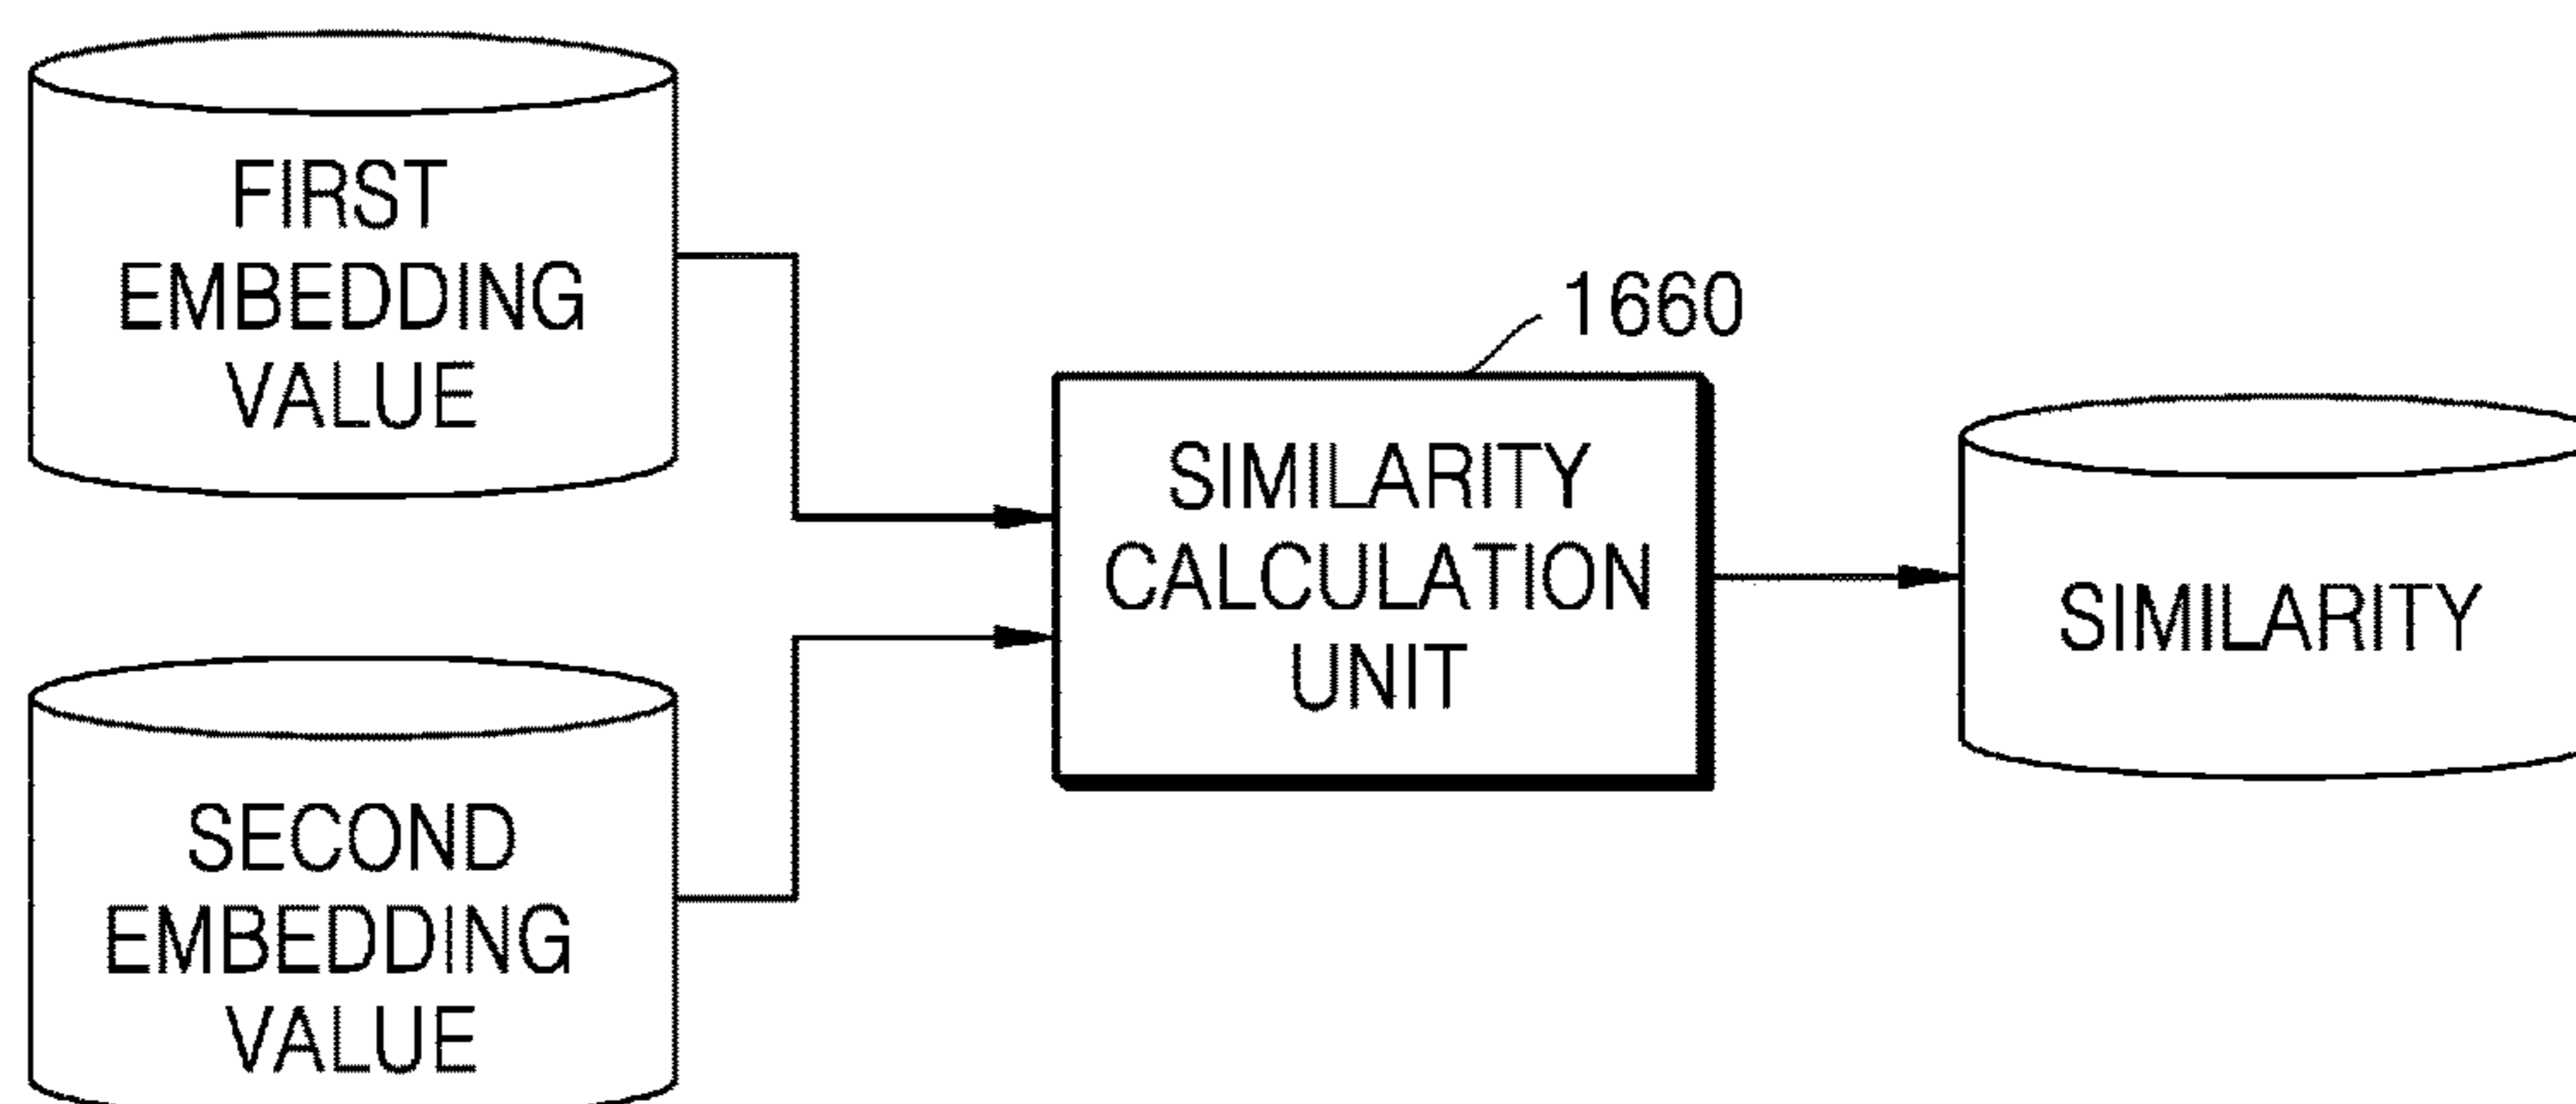 FIRST
EMBEDDING
VALUE
1660
SIMILARITY
CALCULATION
UNIT
SIMILARITY
SECOND
EMBEDDING
VALUE